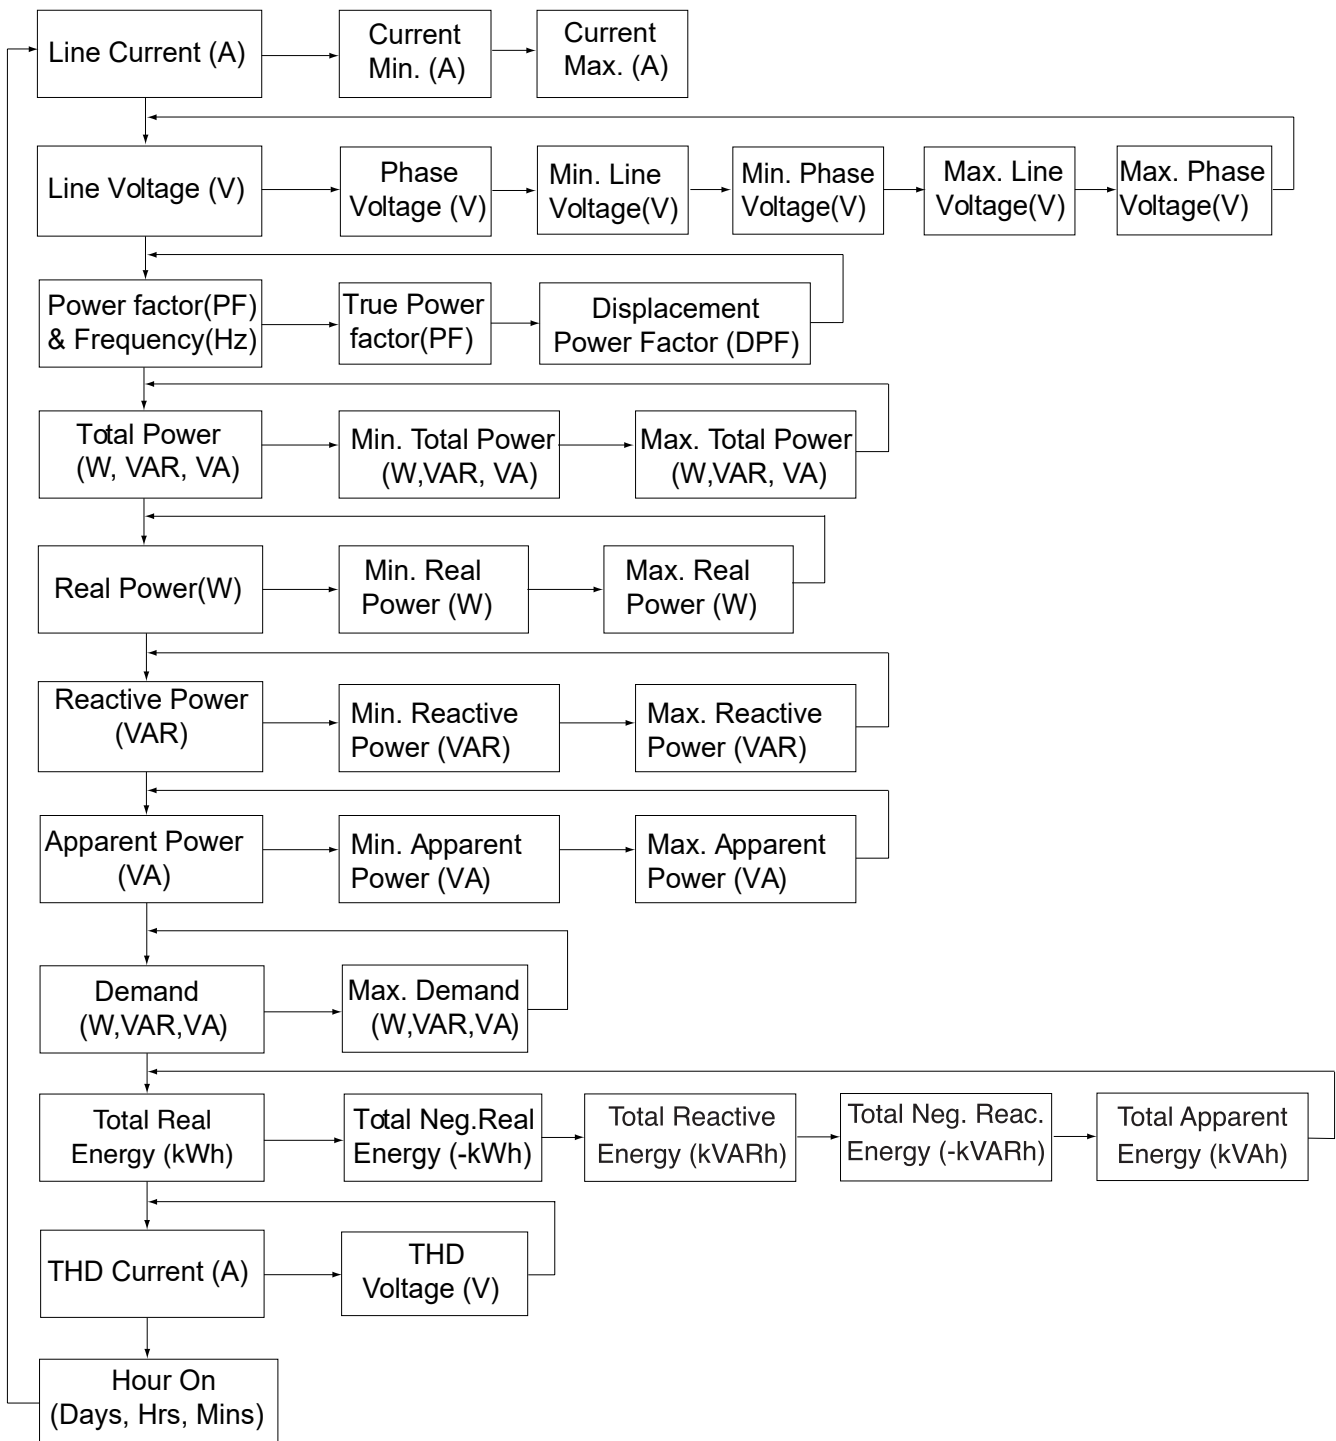 Line Current (A)
Current
Min. (A)
Current
Max. (A)
Line Voltage (V)
Phase
Voltage (V)
Min. Line
Voltage(V)
Min. Phase
Voltage(V)
Max. Line
Voltage(V)
Max. Phase
Voltage(V)
Power factor(PF)
& Frequency(Hz)
True Power
factor(PF)
Displacement
Power Factor (DPF)
Total Power
(W, VAR, VA)
Min. Total Power
(W,VAR, VA)
Max. Total Power
(W,VAR, VA)
Real Power(W)
Min. Real
Power (W)
Max. Real
Power (W)
Reactive Power
(VAR)
Min. Reactive
Power (VAR)
Max. Reactive
Power (VAR)
Apparent Power
(VA)
Min. Apparent
Power (VA)
Max. Apparent
Power (VA)
Demand
(W,VAR,VA)
Max. Demand
(W,VAR,VA)
Total Real
Energy (kWh)
Total Neg.Real
Energy (-kWh)
Total Reactive
Energy (kVARh)
Total Neg. Reac.
Energy (-kVARh)
Total Apparent
Energy (kVAh)
THD Current (A)
THD
Voltage (V)
Hour On
(Days, Hrs, Mins)